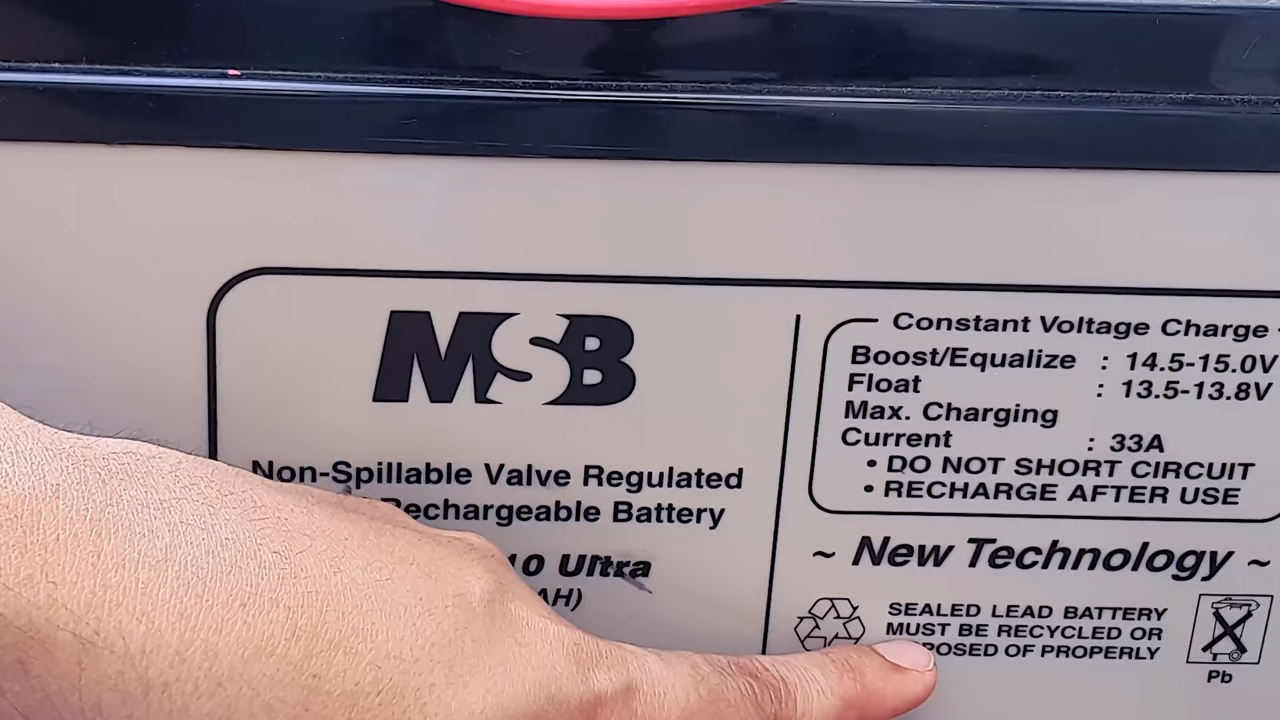 MSB
Non-Spillable Valve Regulated
Rechargeable Battery
10 Ultra
AH)
Constant Voltage Charge
Boost/Equalize : 14.5-15.0V
Float : 13.5-13.8V
Max. Charging
Current : 33A
• DO NOT SHORT CIRCUIT
• RECHARGE AFTER USE
~ New Technology ~
SEALED LEAD BATTERY
MUST BE RECYCLED OR
POSED OF PROPERLY
Pb